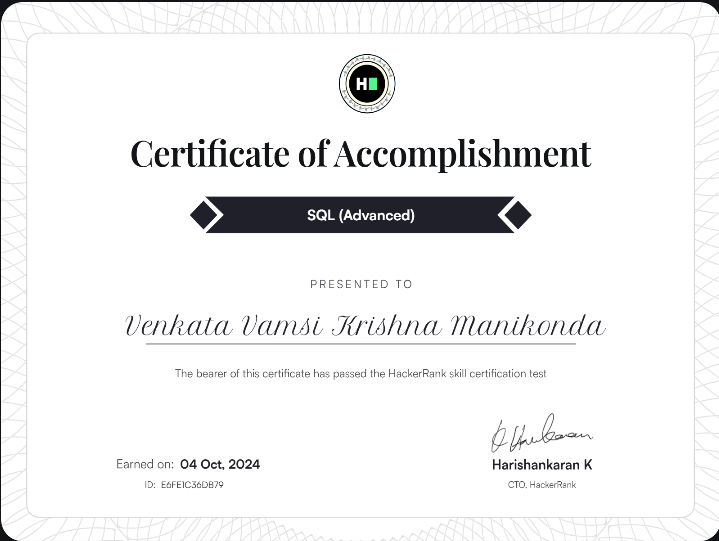 H
Certificate of Accomplishment
SQL (Advanced)
PRESENTED TO
Venkata Vamsi Krishna Manikonda
The bearer of this certificate has passed the HackerRank skill certification test
Earned on: 04 Oct, 2024
ID: E6FE1C36DB79
Harishankaran K
CTO, HackerRank